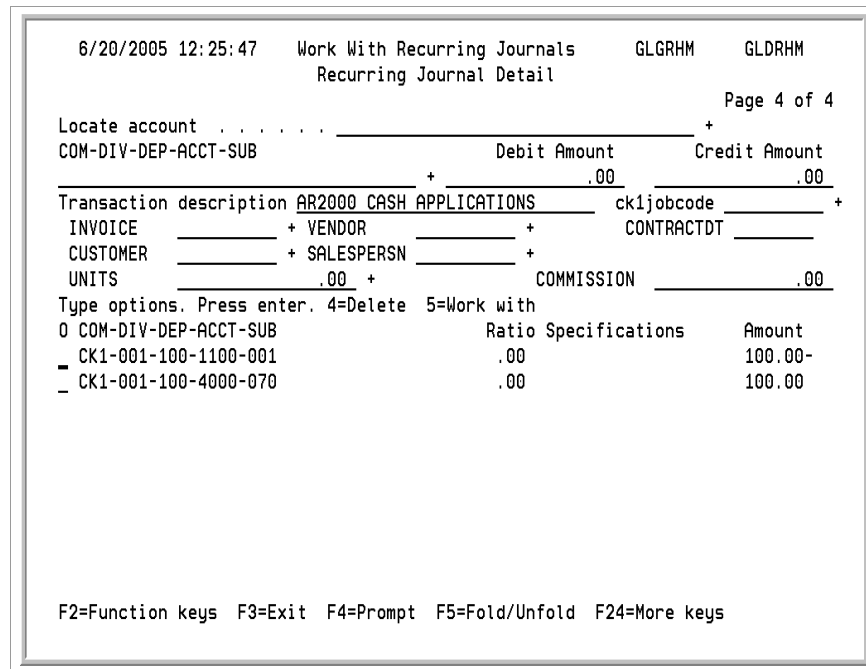 6/20/2005 12:25:47 Work With Recurring Journals GLGRHM GLDRHM
Recurring Journal Detail
Page 4 of 4
Locate account . . . . . . +
COM-DIV-DEP-ACCT-SUB Debit Amount Credit Amount
+ .00 .00
Transaction description AR2000 CASH APPLICATIONS ck1jobcode +
INVOICE + VENDOR + CONTRACTDT
CUSTOMER + SALESPERSN +
UNITS .00 + COMMISSION .00
Type options. Press enter. 4=Delete 5=Work with
O COM-DIV-DEP-ACCT-SUB Ratio Specifications Amount
_ CK1-001-100-1100-001 .00 100.00-
_ CK1-001-100-4000-070 .00 100.00
F2=Function keys F3=Exit F4=Prompt F5=Fold/Unfold F24=More keys